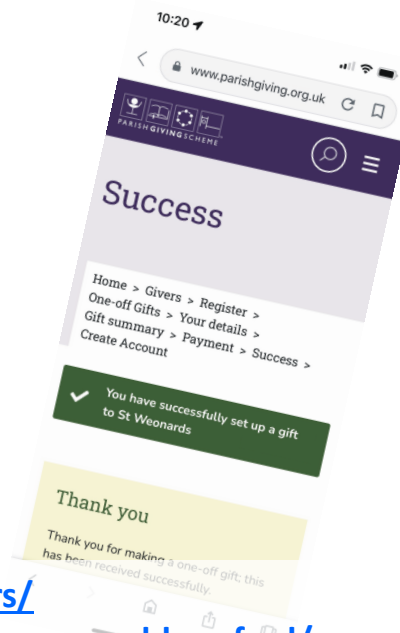 10:20
www.parishgiving.org.uk
PARISH GIVING SCHEME
Success
Home > Givers > Register >
One-off Gifts > Your details >
Gift summary > Payment > Success >
Create Account
You have successfully set up a gift
to St Weonards
Thank you
Thank you for making a one-off gift; this
has been received successfully.
rs/